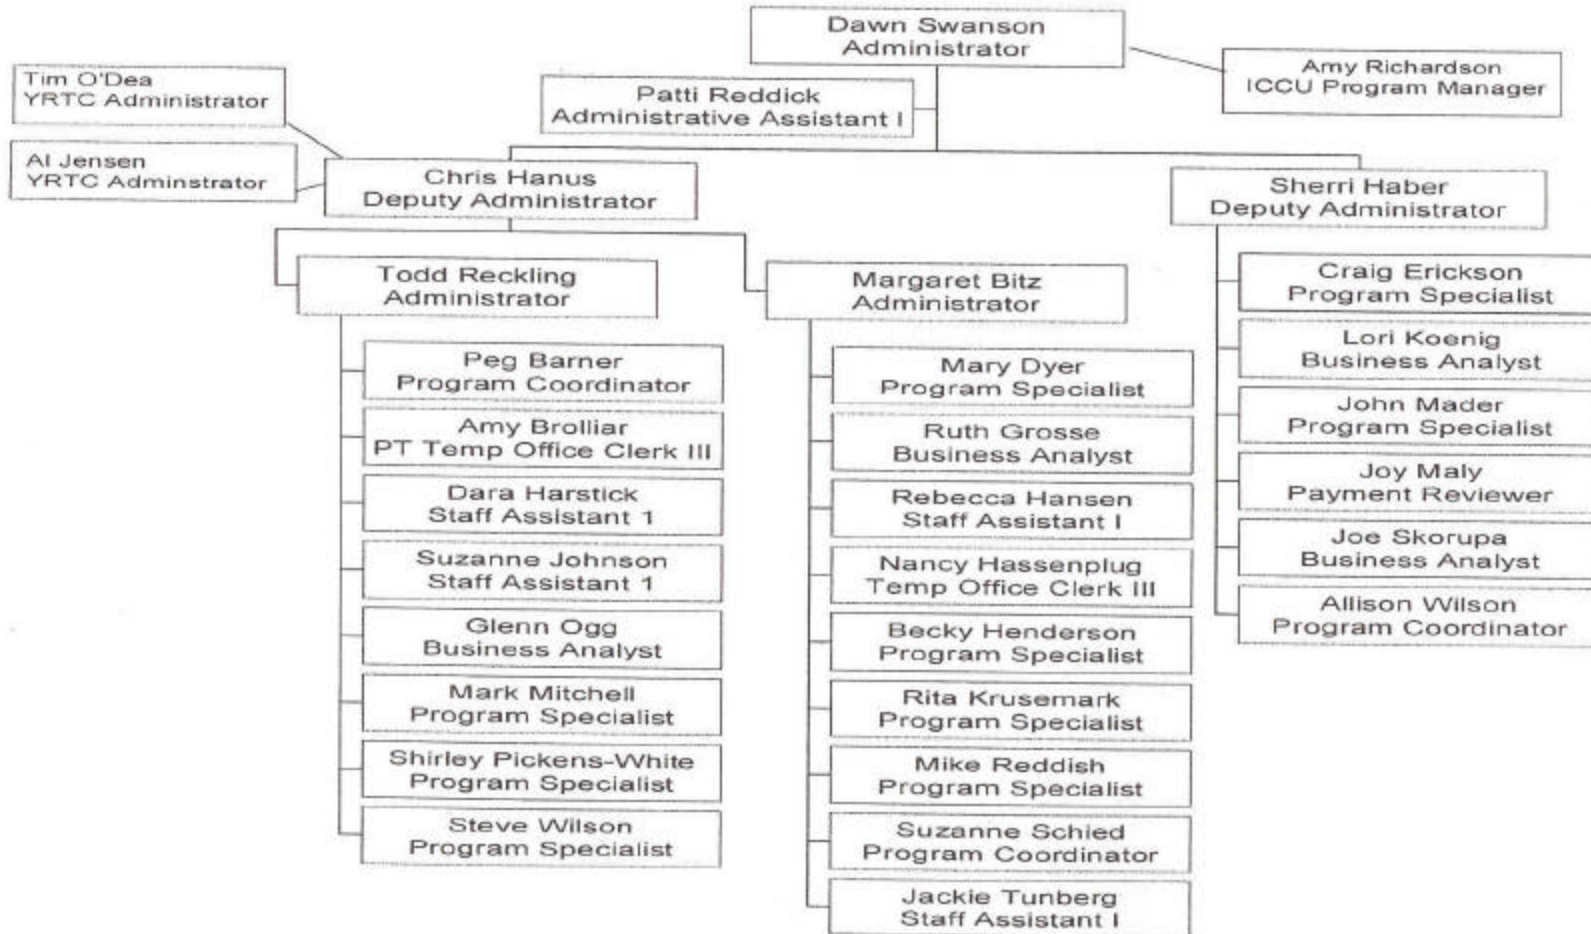 Dawn Swanson
Administrator
Amy Richardson
ICCU Program Manager
Tim O'Dea
YRTC Administrator
Patti Reddick
Administrative Assistant I
Al Jensen
YRTC Adminstrator
Chris Hanus
Deputy Administrator
Sherri Haber
Deputy Administrator
Todd Reckling
Administrator
Peg Barner
Program Coordinator
Amy Brolliar
PT Temp Office Clerk III
Dara Harstick
Staff Assistant 1
Suzanne Johnson
Staff Assistant 1
Glenn Ogg
Business Analyst
Mark Mitchell
Program Specialist
Shirley Pickens-White
Program Specialist
Steve Wilson
Program Specialist
Margaret Bitz
Administrator
Mary Dyer
Program Specialist
Ruth Grosse
Business Analyst
Rebecca Hansen
Staff Assistant I
Nancy Hassenplug
Temp Office Clerk III
Becky Henderson
Program Specialist
Rita Krusemark
Program Specialist
Mike Reddish
Program Specialist
Suzanne Schied
Program Coordinator
Jackie Tunberg
Staff Assistant I
Craig Erickson
Program Specialist
Lori Koenig
Business Analyst
John Mader
Program Specialist
Joy Maly
Payment Reviewer
Joe Skorupa
Business Analyst
Allison Wilson
Program Coordinator